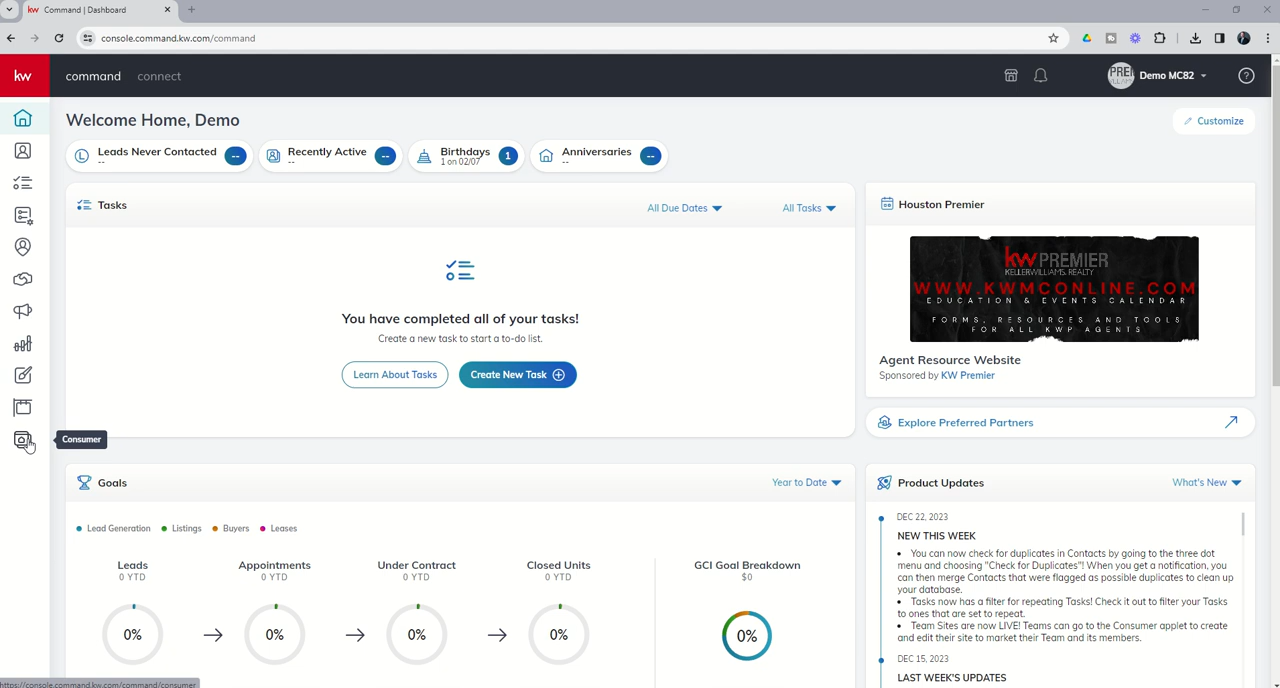 kw Command | Dashboard
console.command.kw.com/command
kw
command
connect
Demo MC82
Welcome Home, Demo
Customize
Leads Never Contacted
--
--
Recently Active
--
--
Birthdays
1 on 02/07
1
Anniversaries
--
--
Tasks
All Due Dates
All Tasks
You have completed all of your tasks!
Create a new task to start a to-do list.
Learn About Tasks
Create New Task
Houston Premier
kw PREMIER
KELLERWILLIAMS. REALTY
WWW.KWMCONLINE.COM
EDUCATION & EVENTS CALENDAR
FORMS, RESOURCES AND TOOLS
FOR ALL KWP AGENTS
Agent Resource Website
Sponsored by KW Premier
Explore Preferred Partners
Consumer
Goals
Year to Date
Lead Generation
Listings
Buyers
Leases
Leads
0 YTD
0%
Appointments
0 YTD
0%
Under Contract
0 YTD
0%
Closed Units
0 YTD
0%
GCI Goal Breakdown
$0
0%
Product Updates
What's New
DEC 22, 2023
NEW THIS WEEK
• You can now check for duplicates in Contacts by going to the three dot
menu and choosing "Check for Duplicates"! When you get a notification, you
can then merge Contacts that were flagged as possible duplicates to clean up
your database.
• Tasks now has a filter for repeating Tasks! Check it out to filter your Tasks
to ones that are set to repeat.
• Team Sites are now LIVE! Teams can go to the Consumer applet to create
and edit their site to market their Team and its members.
DEC 15, 2023
LAST WEEK'S UPDATES
https://console.command.kw.com/command/consumer